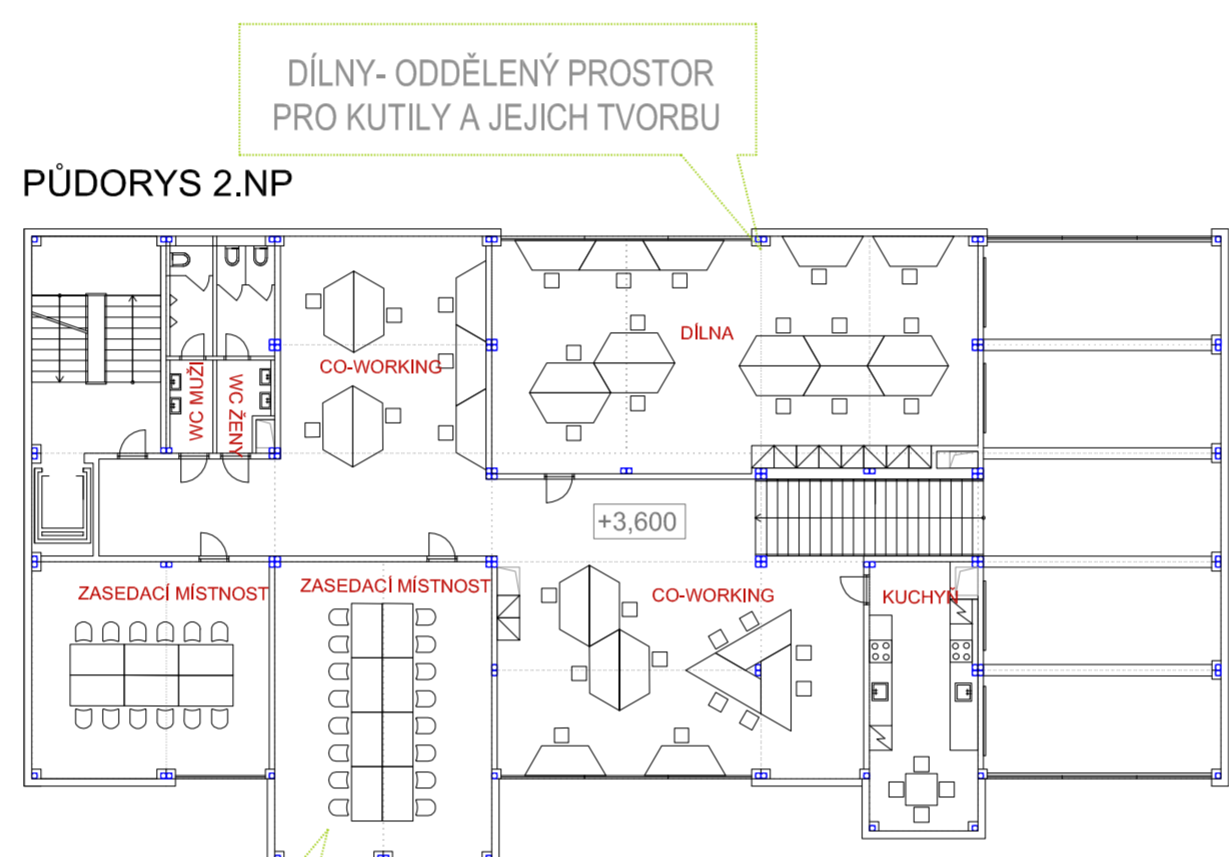 DÍLNY- ODDĚLENÝ PROSTOR
PRO KUTILY A JEJICH TVORBU
PŮDORYS 2.NP
DÍLNA
CO-WORKING
WC MUŽI
WC ŽENY
+3,600
ZASEDACÍ MÍSTNOST
ZASEDACÍ MÍSTNOST
CO-WORKING
KUCHYŇ